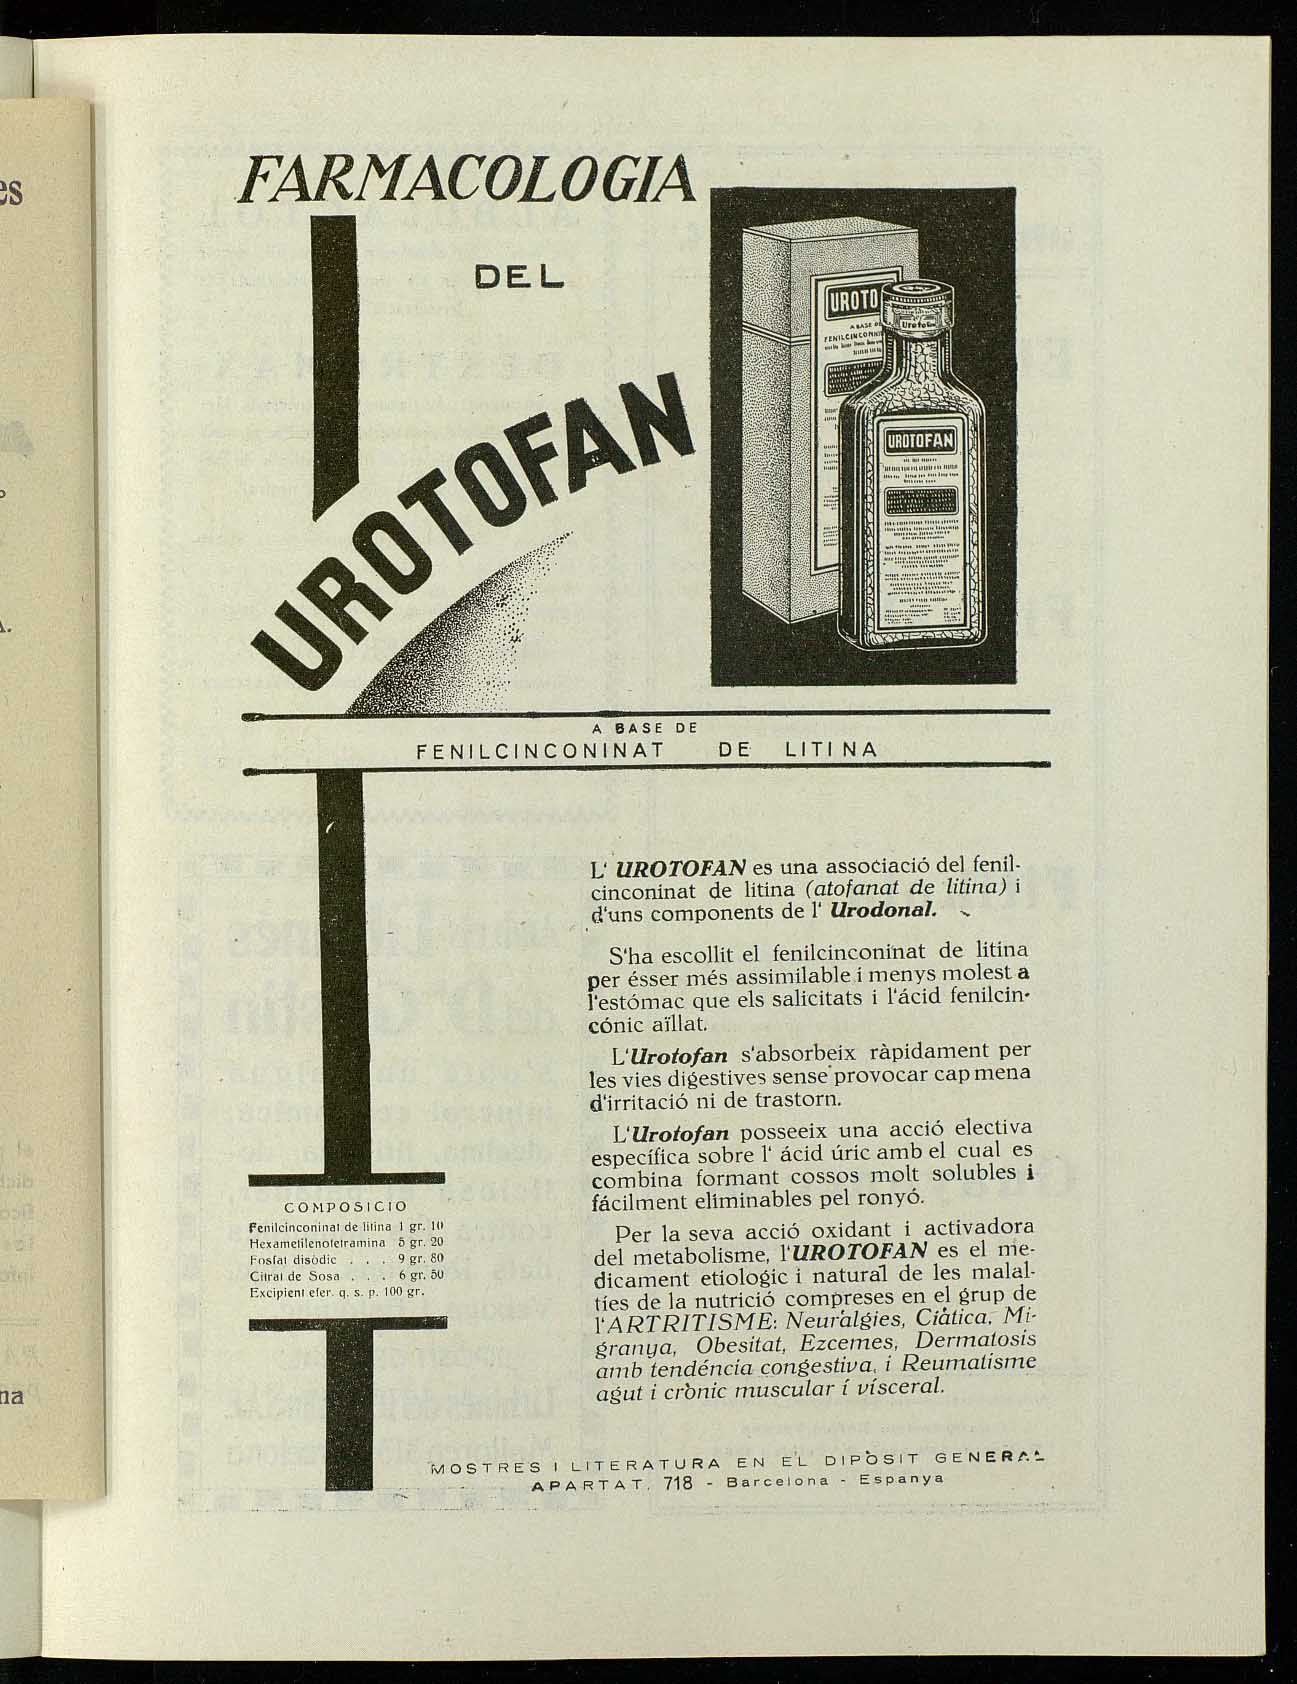 FARMACOLOGIA
DEL
UROTOFAN
UROTO
A BASE DE
FENILCINCONIN
Urotofan
UROTOFAN
A BASE DE
FENILCINCONINAT DE LITINA
L' UROTOFAN es una associació del fenil-
cinconinat de litina (atofanat de litina) i
d'uns components de l' Urodonal.
S'ha escollit el fenilcinconinat de litina
per ésser més assimilable i menys molest a
l'estómac que els salicitats i l'ácid fenilcin-
cónic aïllat.
L'Urotofan s'absorbeix ràpidament per
les vies digestives sense provocar cap mena
d'irritació ni de trastorn.
L'Urotofan posseeix una acció electiva
específica sobre l' ácid úric amb el cual es
combina formant cossos molt solubles i
fácilment eliminables pel ronyó.
Per la seva acció oxidant i activadora
del metabolisme, l'UROTOFAN es el me-
dicament etiologic i natural de les malal-
tíes de la nutrició compreses en el grup de
l'ARTRITISME: Neuràlgies, Ciàtica, Mi-
granya, Obesitat, Ezcemes, Dermatosis
amb tendéncia congestiva, i Reumatisme
agut i crònic muscular í vísceral.
COMPOSICIO
Fenilcinconinat de litina 1 gr. 10
Hexametilenotetramina 5 gr. 20
Fosfat disòdic . . . 9 gr. 80
Citrat de Sosa . . . 6 gr. 50
Excipient efer. q. s. p. 100 gr.
MOSTRES I LITERATURA EN EL DIPÒSIT GENERAL
APARTAT, 718 - Barcelona - Espanya
es
A.
na